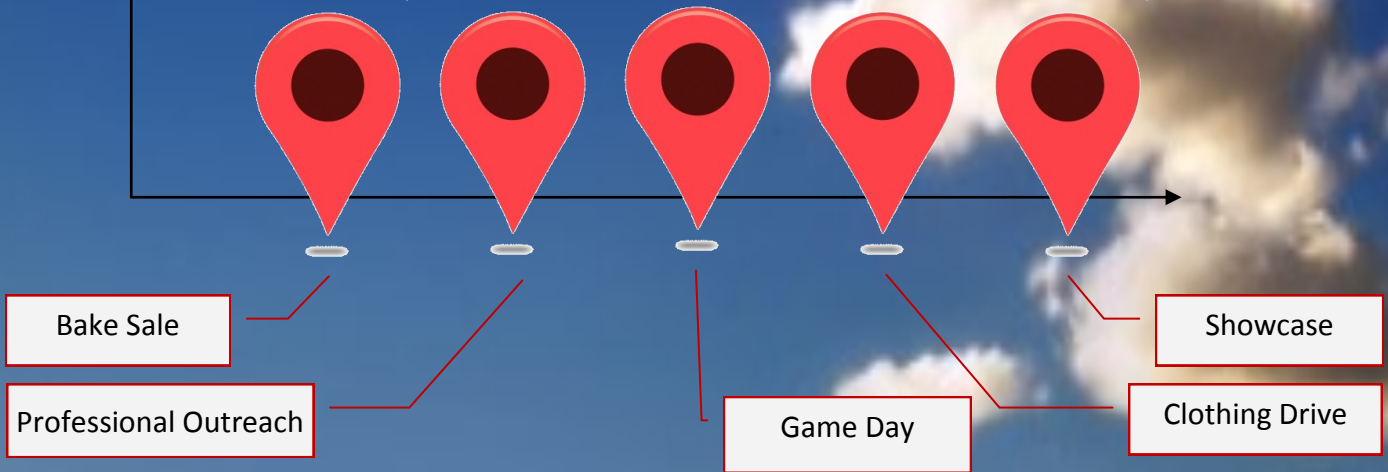 Bake Sale
Showcase
Professional Outreach
Game Day
Clothing Drive